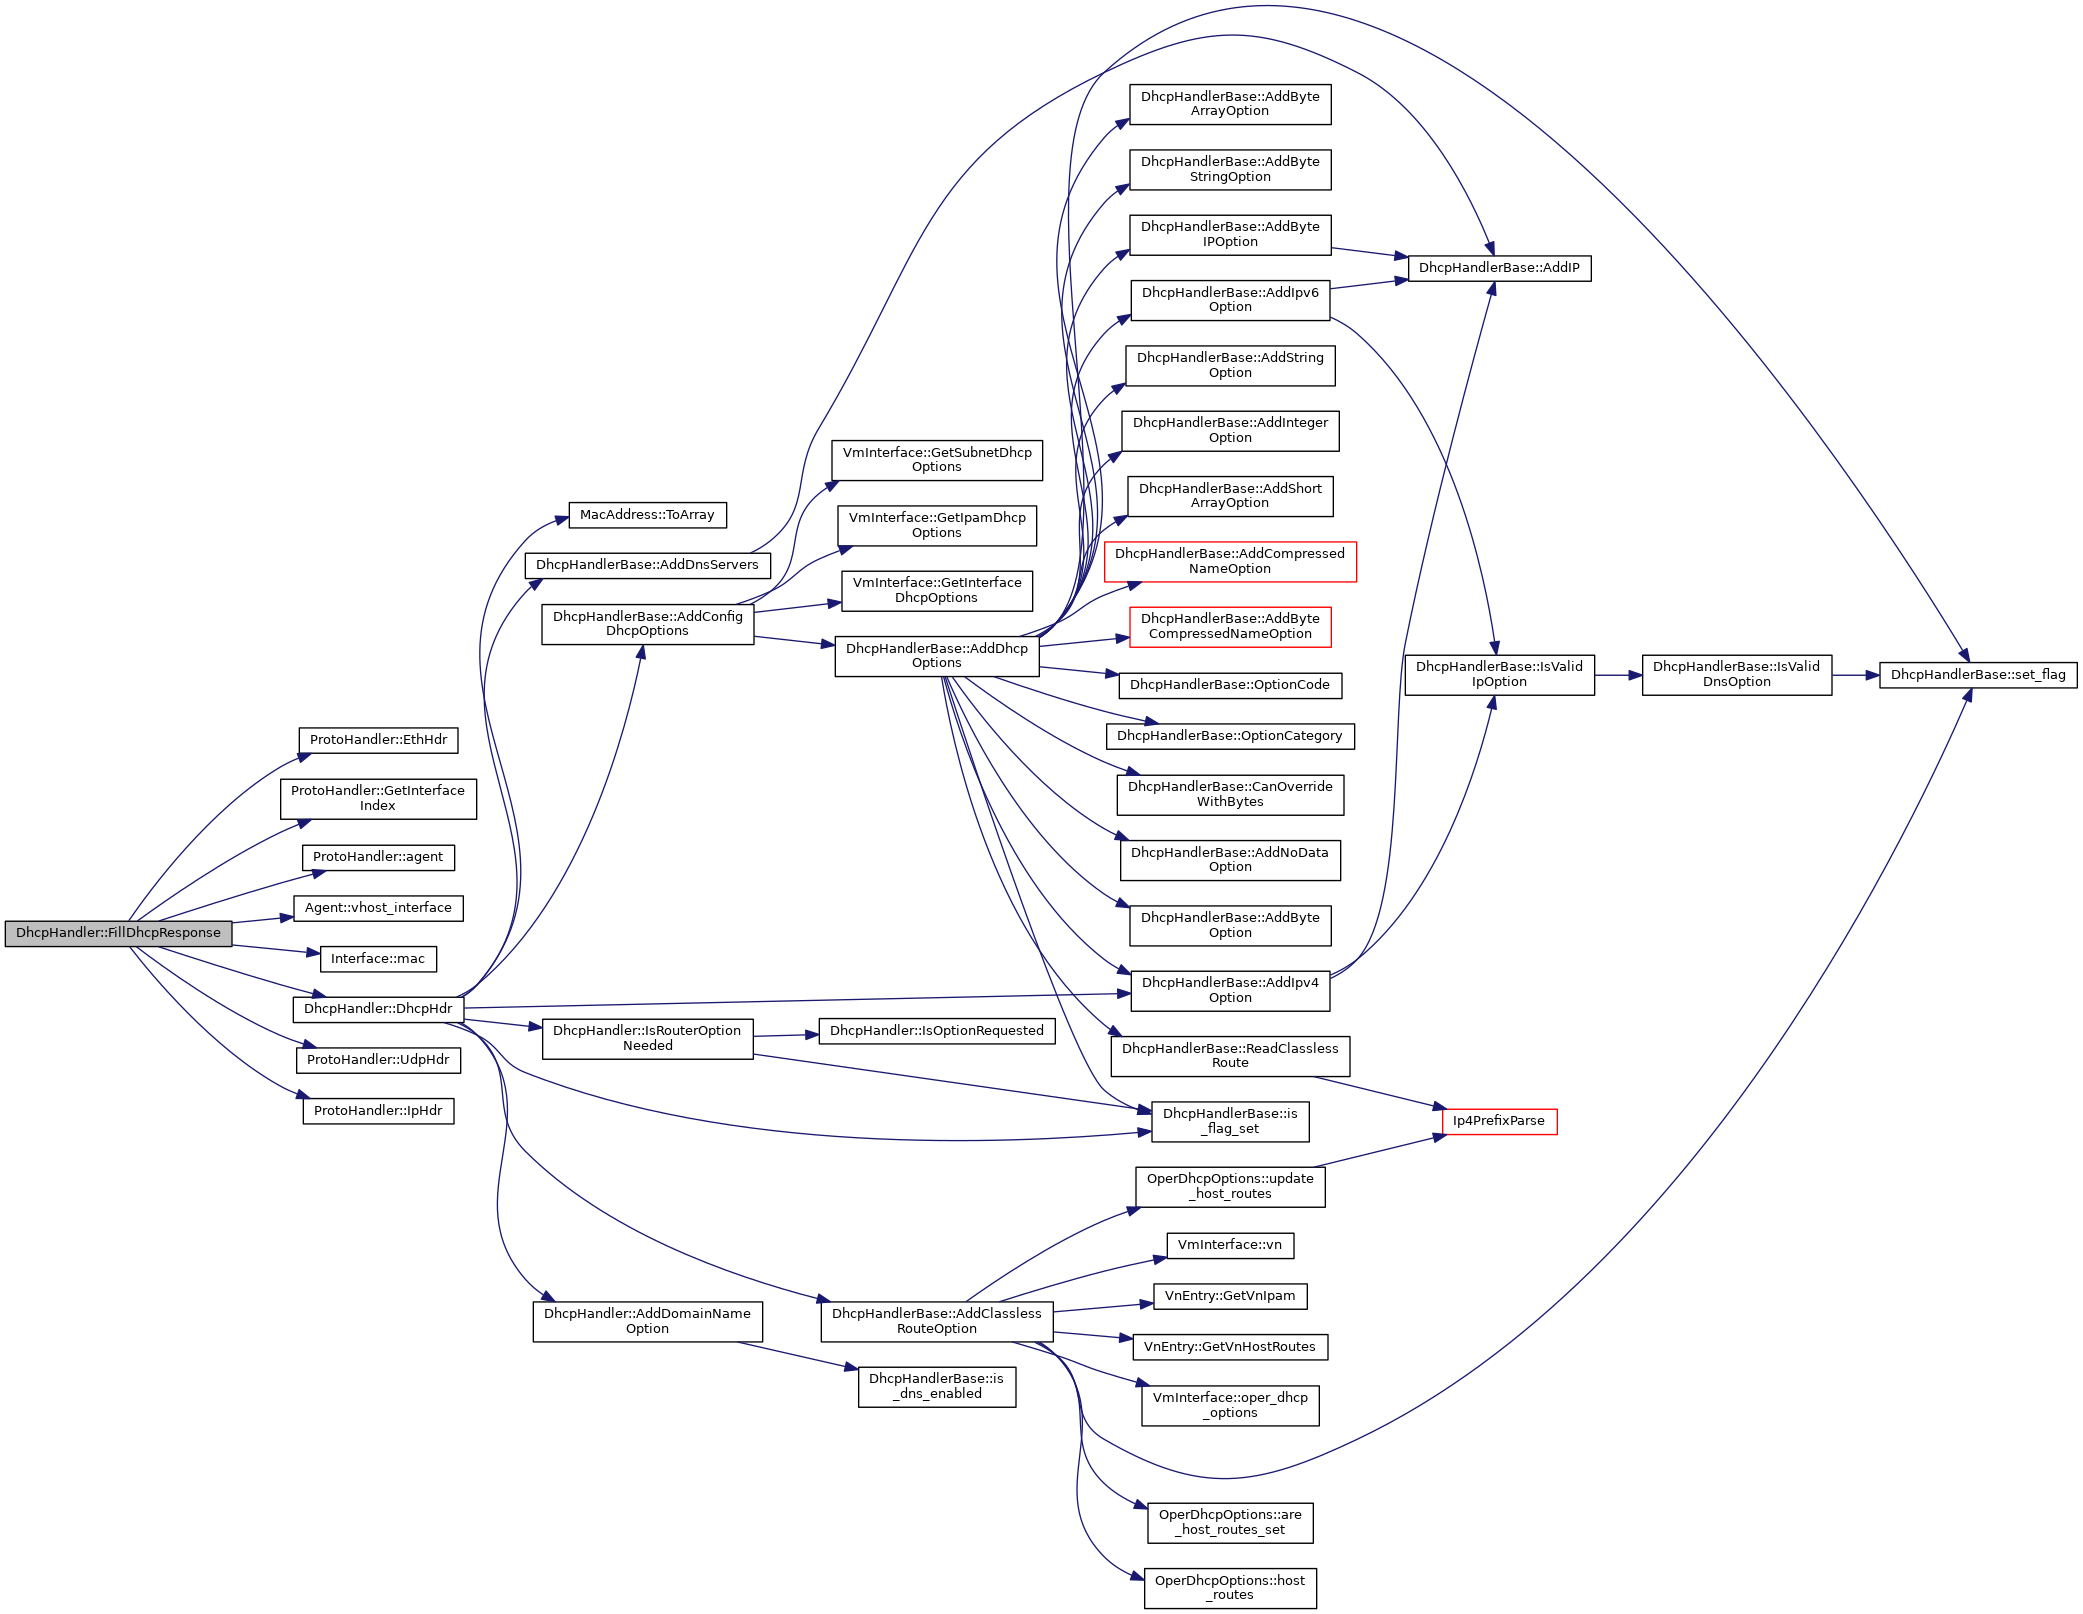 DhcpHandler::FillDhcpResponse
ProtoHandler::EthHdr
ProtoHandler::GetInterface
Index
ProtoHandler::agent
Agent::vhost_interface
Interface::mac
DhcpHandler::DhcpHdr
ProtoHandler::UdpHdr
ProtoHandler::IpHdr
MacAddress::ToArray
DhcpHandlerBase::AddDnsServers
DhcpHandlerBase::AddConfig
DhcpOptions
DhcpHandler::IsRouterOption
Needed
DhcpHandler::AddDomainName
Option
VmInterface::GetSubnetDhcp
Options
VmInterface::GetIpamDhcp
Options
VmInterface::GetInterface
DhcpOptions
DhcpHandlerBase::AddDhcp
Options
DhcpHandler::IsOptionRequested
DhcpHandlerBase::AddClassless
RouteOption
DhcpHandlerBase::is
_dns_enabled
DhcpHandlerBase::AddByte
ArrayOption
DhcpHandlerBase::AddByte
StringOption
DhcpHandlerBase::AddByte
IPOption
DhcpHandlerBase::AddIpv6
Option
DhcpHandlerBase::AddString
Option
DhcpHandlerBase::AddInteger
Option
DhcpHandlerBase::AddShort
ArrayOption
DhcpHandlerBase::AddCompressed
NameOption
DhcpHandlerBase::AddByte
CompressedNameOption
DhcpHandlerBase::OptionCode
DhcpHandlerBase::OptionCategory
DhcpHandlerBase::CanOverride
WithBytes
DhcpHandlerBase::AddNoData
Option
DhcpHandlerBase::AddByte
Option
DhcpHandlerBase::AddIpv4
Option
DhcpHandlerBase::ReadClassless
Route
DhcpHandlerBase::is
_flag_set
OperDhcpOptions::update
_host_routes
VmInterface::vn
VnEntry::GetVnIpam
VnEntry::GetVnHostRoutes
VmInterface::oper_dhcp
_options
OperDhcpOptions::are
_host_routes_set
OperDhcpOptions::host
_routes
DhcpHandlerBase::AddIP
DhcpHandlerBase::IsValid
IpOption
Ip4PrefixParse
DhcpHandlerBase::IsValid
DnsOption
DhcpHandlerBase::set_flag